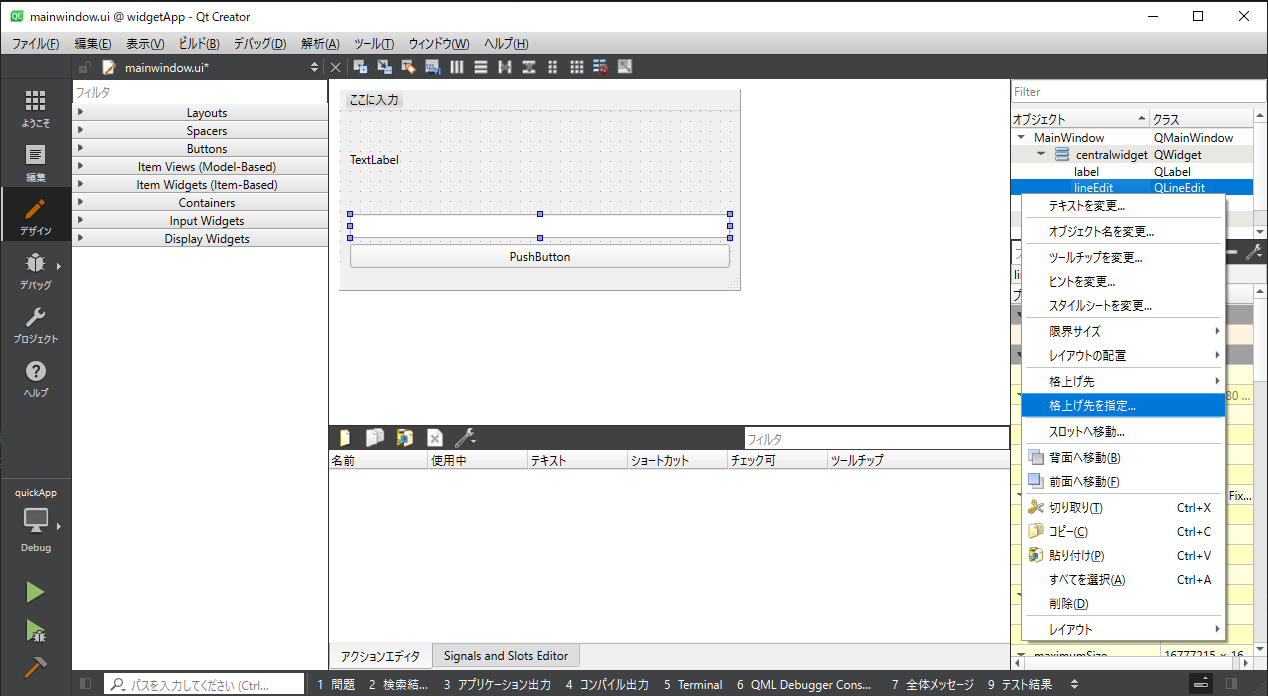 mainwindow.ui @ widgetApp - Qt Creator
ファイル(F) 編集(E) 表示(V) ビルド(B) デバッグ(D) 解析(A) ツール(T) ウィンドウ(W) ヘルプ(H)
mainwindow.ui*
ようこそ
編集
デザイン
デバッグ
プロジェクト
ヘルプ
quickApp
Debug
フィルタ
Layouts
Spacers
Buttons
Item Views (Model-Based)
Item Widgets (Item-Based)
Containers
Input Widgets
Display Widgets
ここに入力
TextLabel
PushButton
フィルタ
名前 使用中 テキスト ショートカット チェック可 ツールチップ
アクションエディタ Signals and Slots Editor
Filter
オブジェクト クラス
MainWindow QMainWindow
centralwidget QWidget
label QLabel
lineEdit QLineEdit
テキストを変更...
オブジェクト名を変更...
ツールチップを変更...
ヒントを変更...
スタイルシートを変更...
限界サイズ
レイアウトの配置
格上げ先
格上げ先を指定...
スロットへ移動...
背面へ移動(B)
前面へ移動(F)
切り取り(T) Ctrl+X
コピー(C) Ctrl+C
貼り付け(P) Ctrl+V
すべてを選択(A) Ctrl+A
削除(D)
レイアウト
80 ...
Fix...
maximumSize 16777215 × 16
パスを入力してください (Ctrl...
1 問題 2 検索結... 3 アプリケーション出力 4 コンパイル出力 5 Terminal 6 QML Debugger Cons... 7 全体メッセージ 9 テスト結果